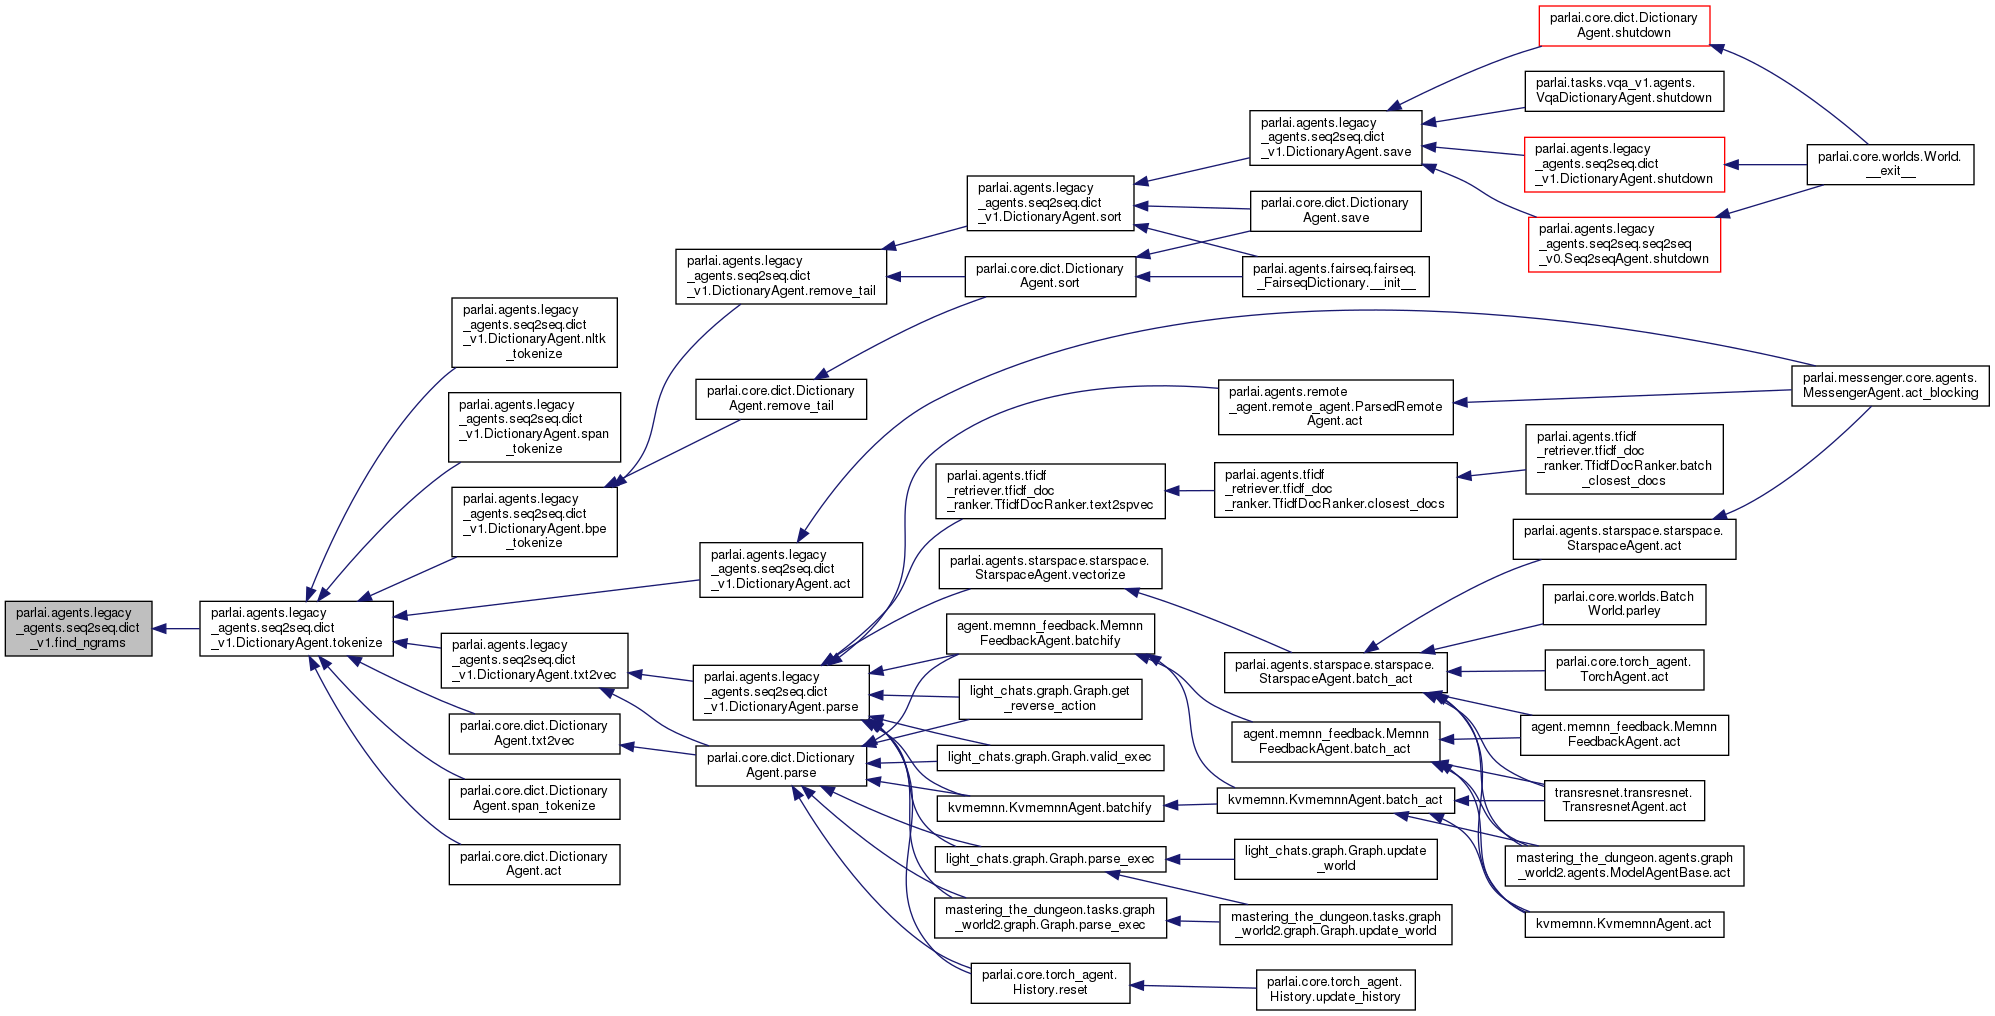 parlai.agents.legacy
_agents.seq2seq.dict
_v1.find_ngrams
parlai.agents.legacy
_agents.seq2seq.dict
_v1.DictionaryAgent.tokenize
parlai.agents.legacy
_agents.seq2seq.dict
_v1.DictionaryAgent.nltk
_tokenize
parlai.agents.legacy
_agents.seq2seq.dict
_v1.DictionaryAgent.span
_tokenize
parlai.agents.legacy
_agents.seq2seq.dict
_v1.DictionaryAgent.bpe
_tokenize
parlai.agents.legacy
_agents.seq2seq.dict
_v1.DictionaryAgent.txt2vec
parlai.core.dict.Dictionary
Agent.txt2vec
parlai.core.dict.Dictionary
Agent.span_tokenize
parlai.core.dict.Dictionary
Agent.act
parlai.agents.legacy
_agents.seq2seq.dict
_v1.DictionaryAgent.remove_tail
parlai.core.dict.Dictionary
Agent.remove_tail
parlai.agents.legacy
_agents.seq2seq.dict
_v1.DictionaryAgent.act
parlai.agents.legacy
_agents.seq2seq.dict
_v1.DictionaryAgent.parse
parlai.core.dict.Dictionary
Agent.parse
parlai.agents.legacy
_agents.seq2seq.dict
_v1.DictionaryAgent.sort
parlai.core.dict.Dictionary
Agent.sort
parlai.agents.tfidf
_retriever.tfidf_doc
_ranker.TfidfDocRanker.text2spvec
parlai.agents.starspace.starspace.
StarspaceAgent.vectorize
agent.memnn_feedback.Memnn
FeedbackAgent.batchify
light_chats.graph.Graph.get
_reverse_action
light_chats.graph.Graph.valid_exec
kvmemnn.KvmemnnAgent.batchify
light_chats.graph.Graph.parse_exec
mastering_the_dungeon.tasks.graph
_world2.graph.Graph.parse_exec
parlai.core.torch_agent.
History.reset
parlai.agents.legacy
_agents.seq2seq.dict
_v1.DictionaryAgent.save
parlai.core.dict.Dictionary
Agent.save
parlai.agents.fairseq.fairseq.
_FairseqDictionary.__init__
parlai.agents.remote
_agent.remote_agent.ParsedRemote
Agent.act
parlai.agents.tfidf
_retriever.tfidf_doc
_ranker.TfidfDocRanker.closest_docs
parlai.agents.starspace.starspace.
StarspaceAgent.batch_act
agent.memnn_feedback.Memnn
FeedbackAgent.batch_act
kvmemnn.KvmemnnAgent.batch_act
light_chats.graph.Graph.update
_world
mastering_the_dungeon.tasks.graph
_world2.graph.Graph.update_world
parlai.core.torch_agent.
History.update_history
parlai.core.dict.Dictionary
Agent.shutdown
parlai.tasks.vqa_v1.agents.
VqaDictionaryAgent.shutdown
parlai.agents.legacy
_agents.seq2seq.dict
_v1.DictionaryAgent.shutdown
parlai.agents.legacy
_agents.seq2seq.seq2seq
_v0.Seq2seqAgent.shutdown
parlai.agents.tfidf
_retriever.tfidf_doc
_ranker.TfidfDocRanker.batch
_closest_docs
parlai.agents.starspace.starspace.
StarspaceAgent.act
parlai.core.worlds.Batch
World.parley
parlai.core.torch_agent.
TorchAgent.act
agent.memnn_feedback.Memnn
FeedbackAgent.act
transresnet.transresnet.
TransresnetAgent.act
mastering_the_dungeon.agents.graph
_world2.agents.ModelAgentBase.act
kvmemnn.KvmemnnAgent.act
parlai.core.worlds.World.
__exit__
parlai.messenger.core.agents.
MessengerAgent.act_blocking